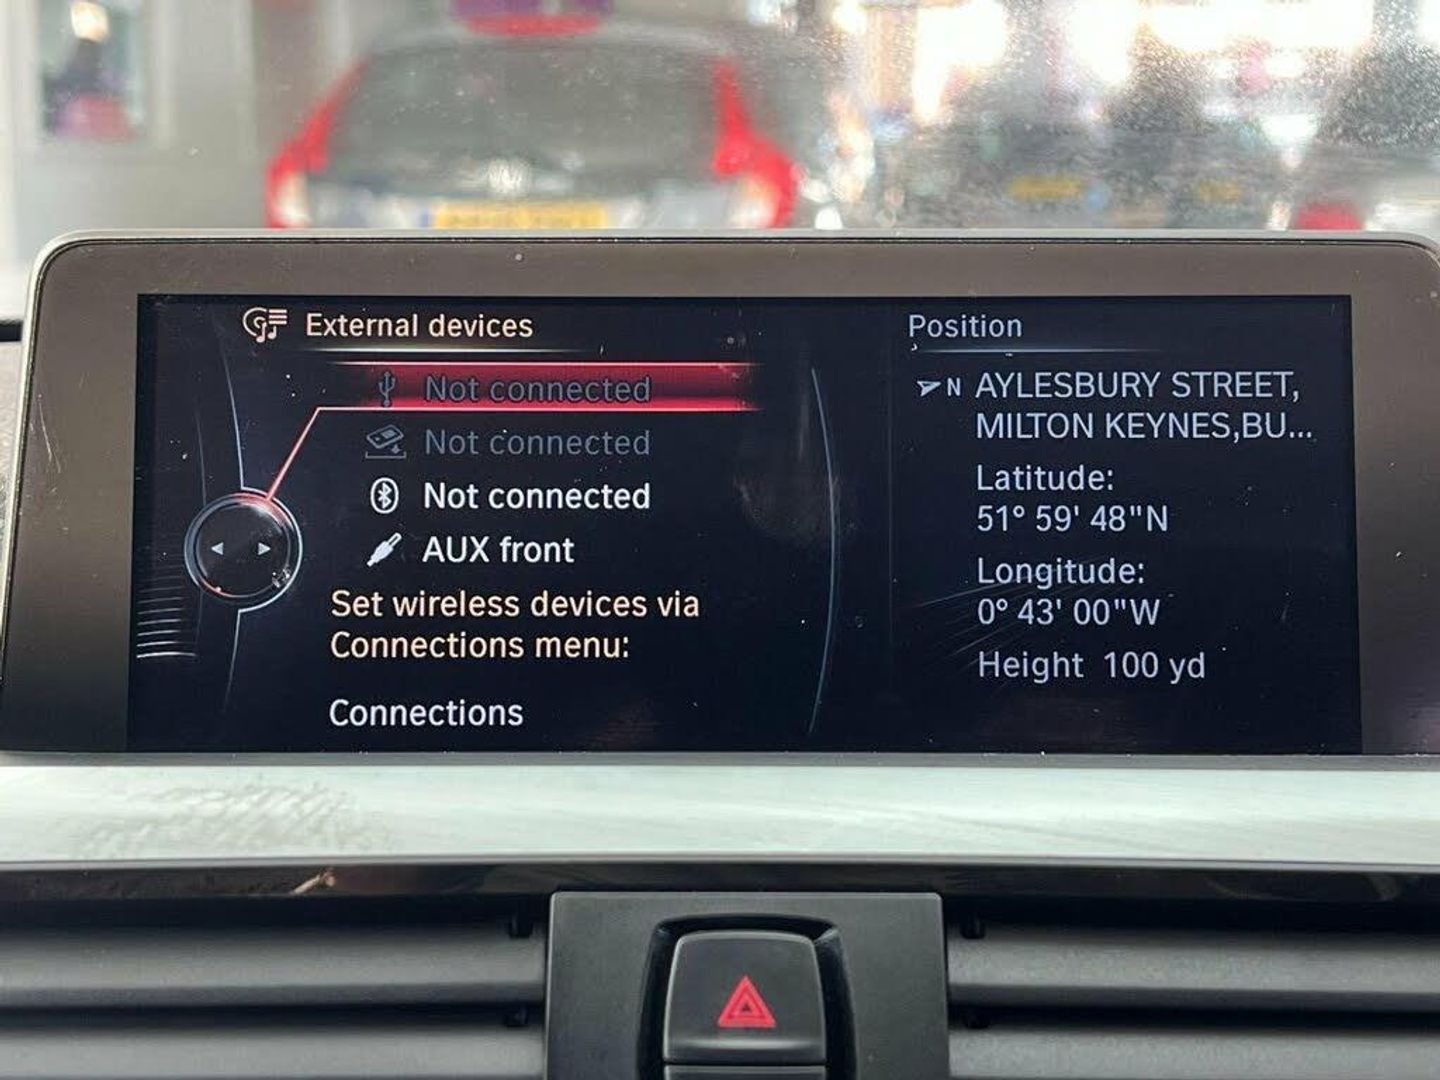 External devices
Not connected
Not connected
Not connected
AUX front
Set wireless devices via
Connections menu:
Connections
Position
N AYLESBURY STREET,
MILTON KEYNES,BU...
Latitude:
51° 59' 48"N
Longitude:
0° 43' 00"W
Height 100 yd